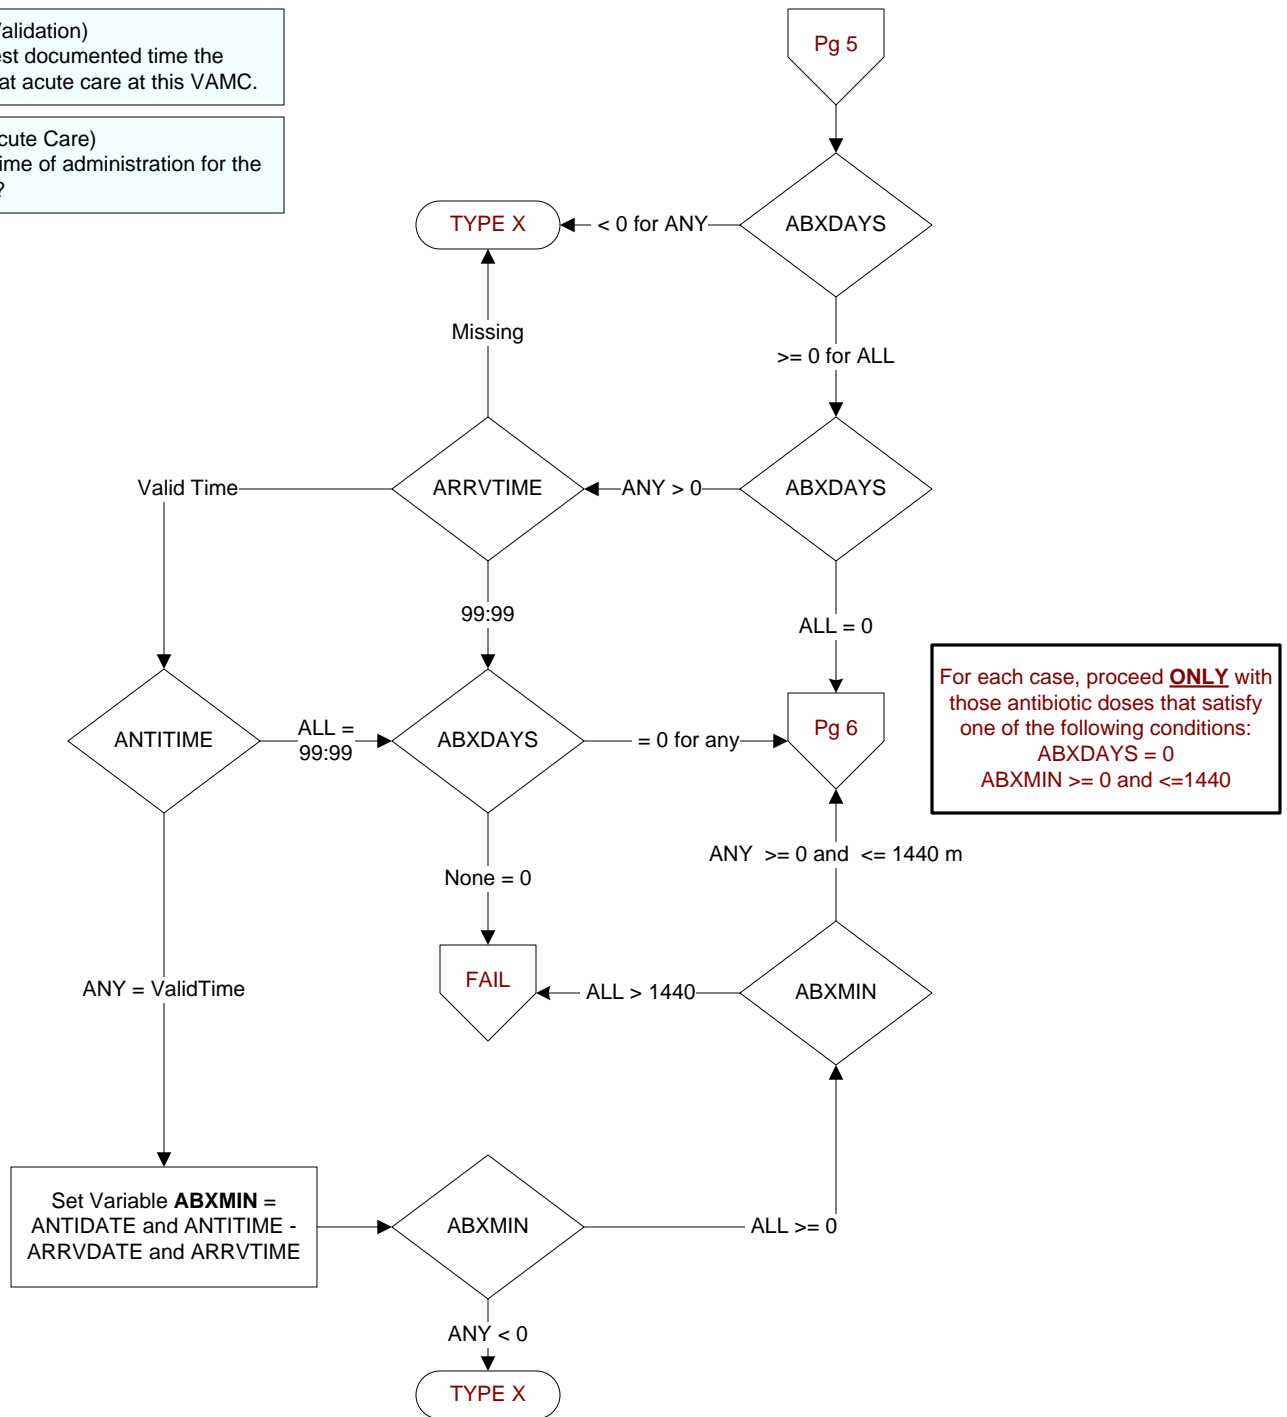 Validation)
est documented time the
at acute care at this VAMC.
cute Care)
ime of administration for the
?
Pg 5
ABXDAYS
< 0 for ANY
TYPE X
Missing
>= 0 for ALL
Valid Time
ARRVTIME
ANY > 0
ABXDAYS
99:99
ALL = 0
ANTITIME
ALL =
99:99
ABXDAYS
= 0 for any
Pg 6
For each case, proceed ONLY with
those antibiotic doses that satisfy
one of the following conditions:
ABXDAYS = 0
ABXMIN >= 0 and <=1440
ANY >= 0 and <= 1440 m
None = 0
FAIL
ALL > 1440
ABXMIN
ANY = ValidTime
Set Variable ABXMIN =
ANTIDATE and ANTITIME -
ARRVDATE and ARRVTIME
ABXMIN
ALL >= 0
ANY < 0
TYPE X